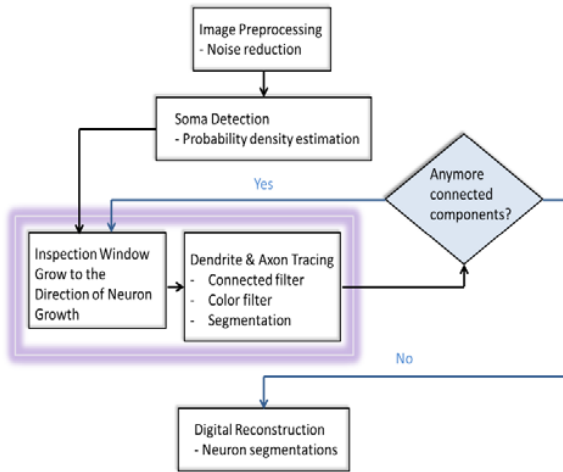 Image Preprocessing
- Noise reduction
Soma Detection
- Probability density estimation
Anymore
connected
components?
Yes
Inspection Window
Grow to the
Direction of Neuron
Growth
Dendrite & Axon Tracing
- Connected filter
- Color filter
- Segmentation
No
Digital Reconstruction
- Neuron segmentations